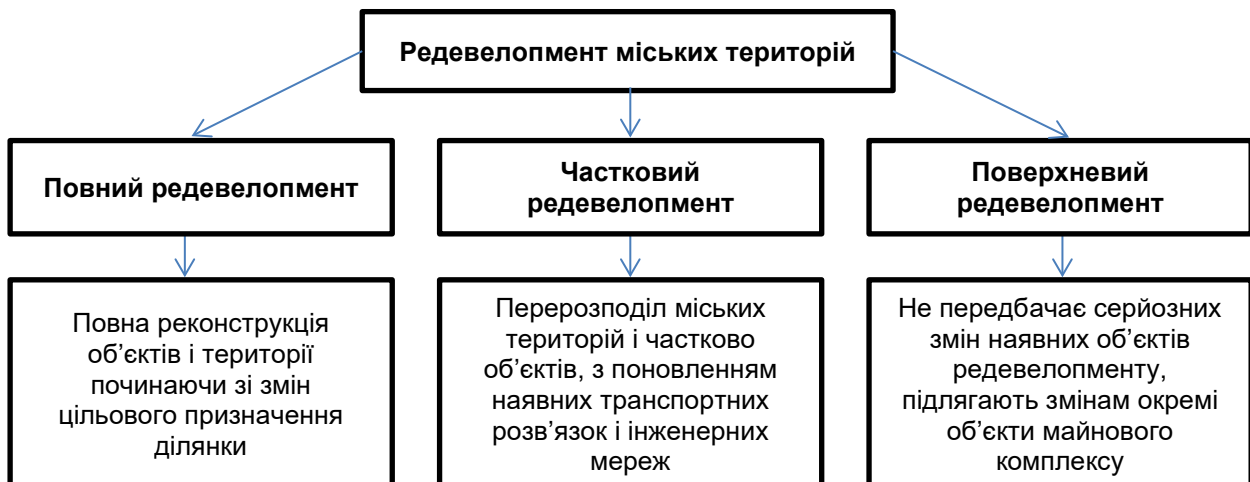 Редевелопмент міських територій
Повний редевелопмент
Частковий
редевелопмент
Поверхневий
редевелопмент
Повна реконструкція
об’єктів і території
починаючи зі змін
цільового призначення
ділянки
Перерозподіл міських
територій і частково
об’єктів, з поновленням
наявних транспортних
розв’язок і інженерних
мереж
Не передбачає серйозних
змін наявних об’єктів
редевелопменту,
підлягають змінам окремі
об’єкти майнового
комплексу